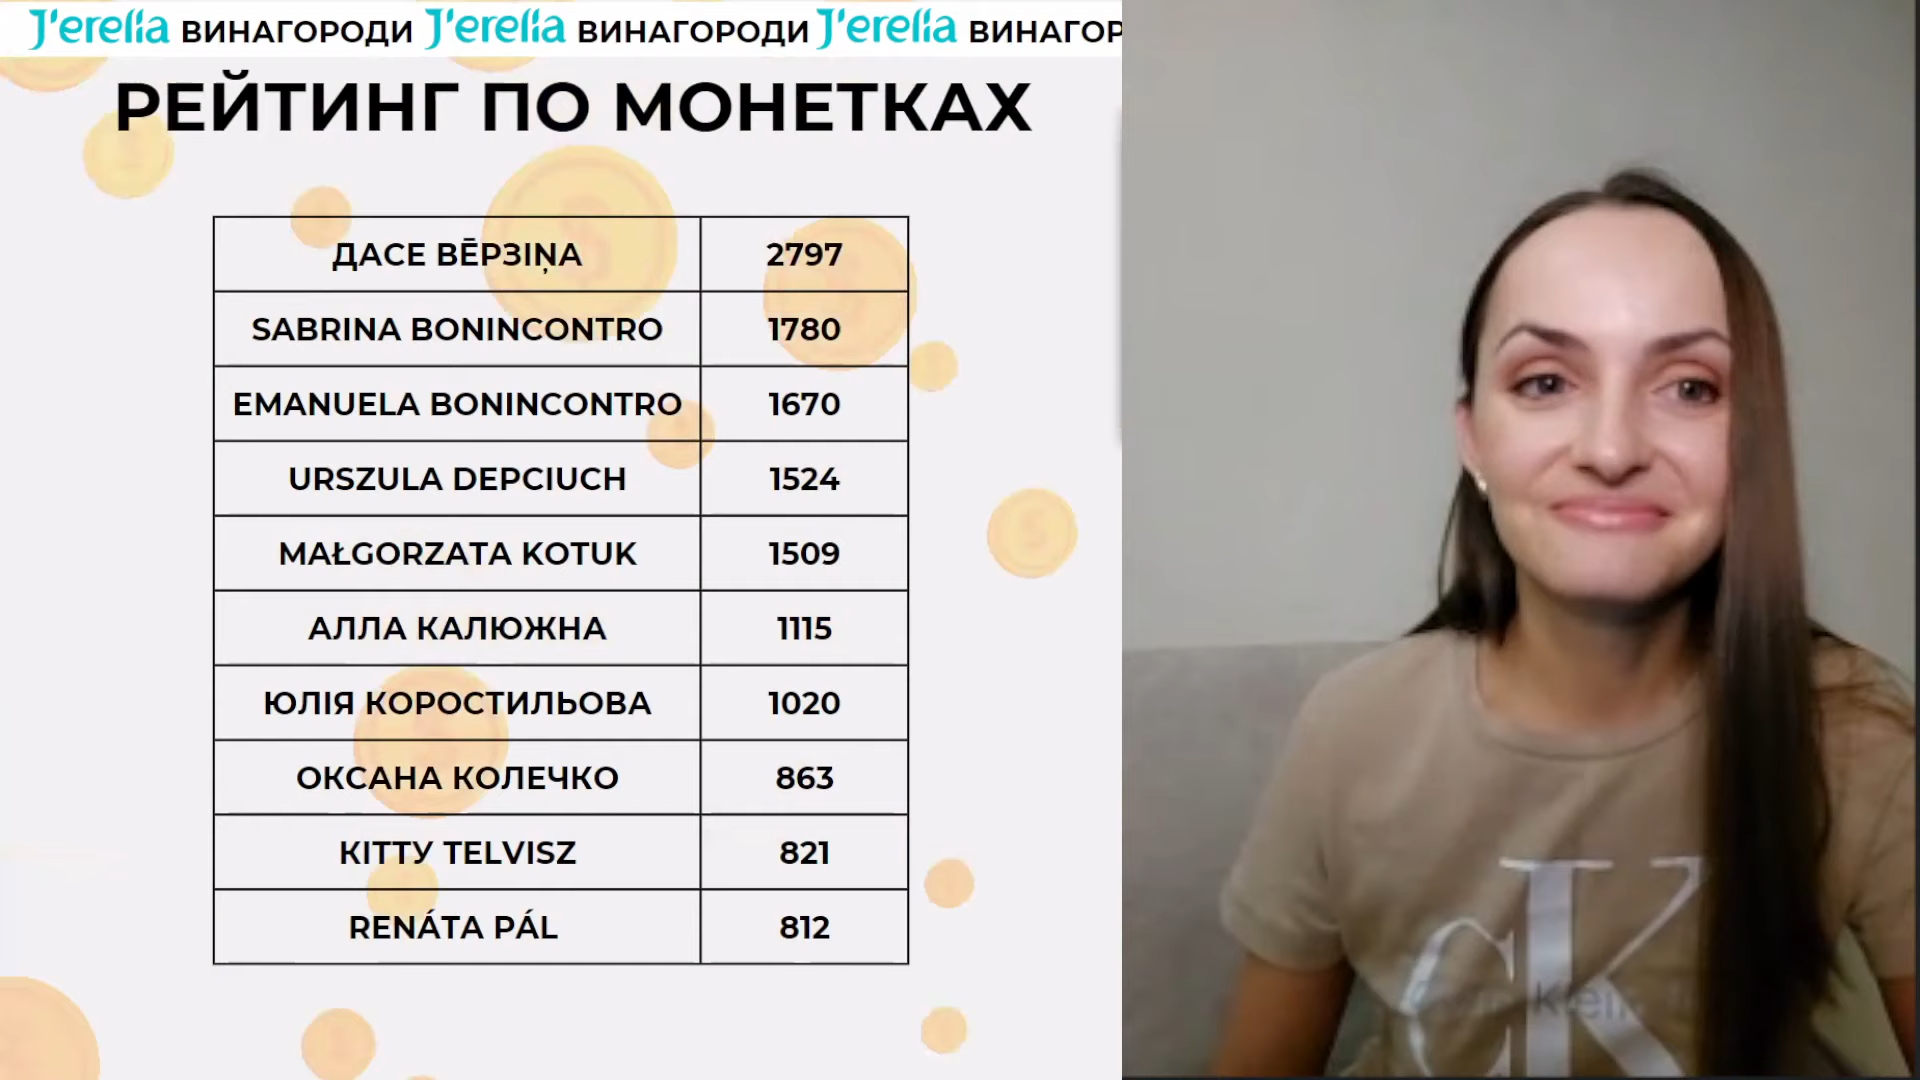 J'erelia ВИНАГОРОДИ J'erelia ВИНАГОРОДИ J'erelia ВИНАГОР
РЕЙТИНГ ПО МОНЕТКАХ
ДАСЕ ВĒРЗІŅА 2797
SABRINA BONINCONTRO 1780
EMANUELA BONINCONTRO 1670
URSZULA DEPCIUCH 1524
MAŁGORZATA KOTUK 1509
АЛЛА КАЛЮЖНА 1115
ЮЛІЯ КОРОСТИЛЬОВА 1020
ОКСАНА КОЛЕЧКО 863
KITTY TELVISZ 821
RENÁTA PÁL 812
CK